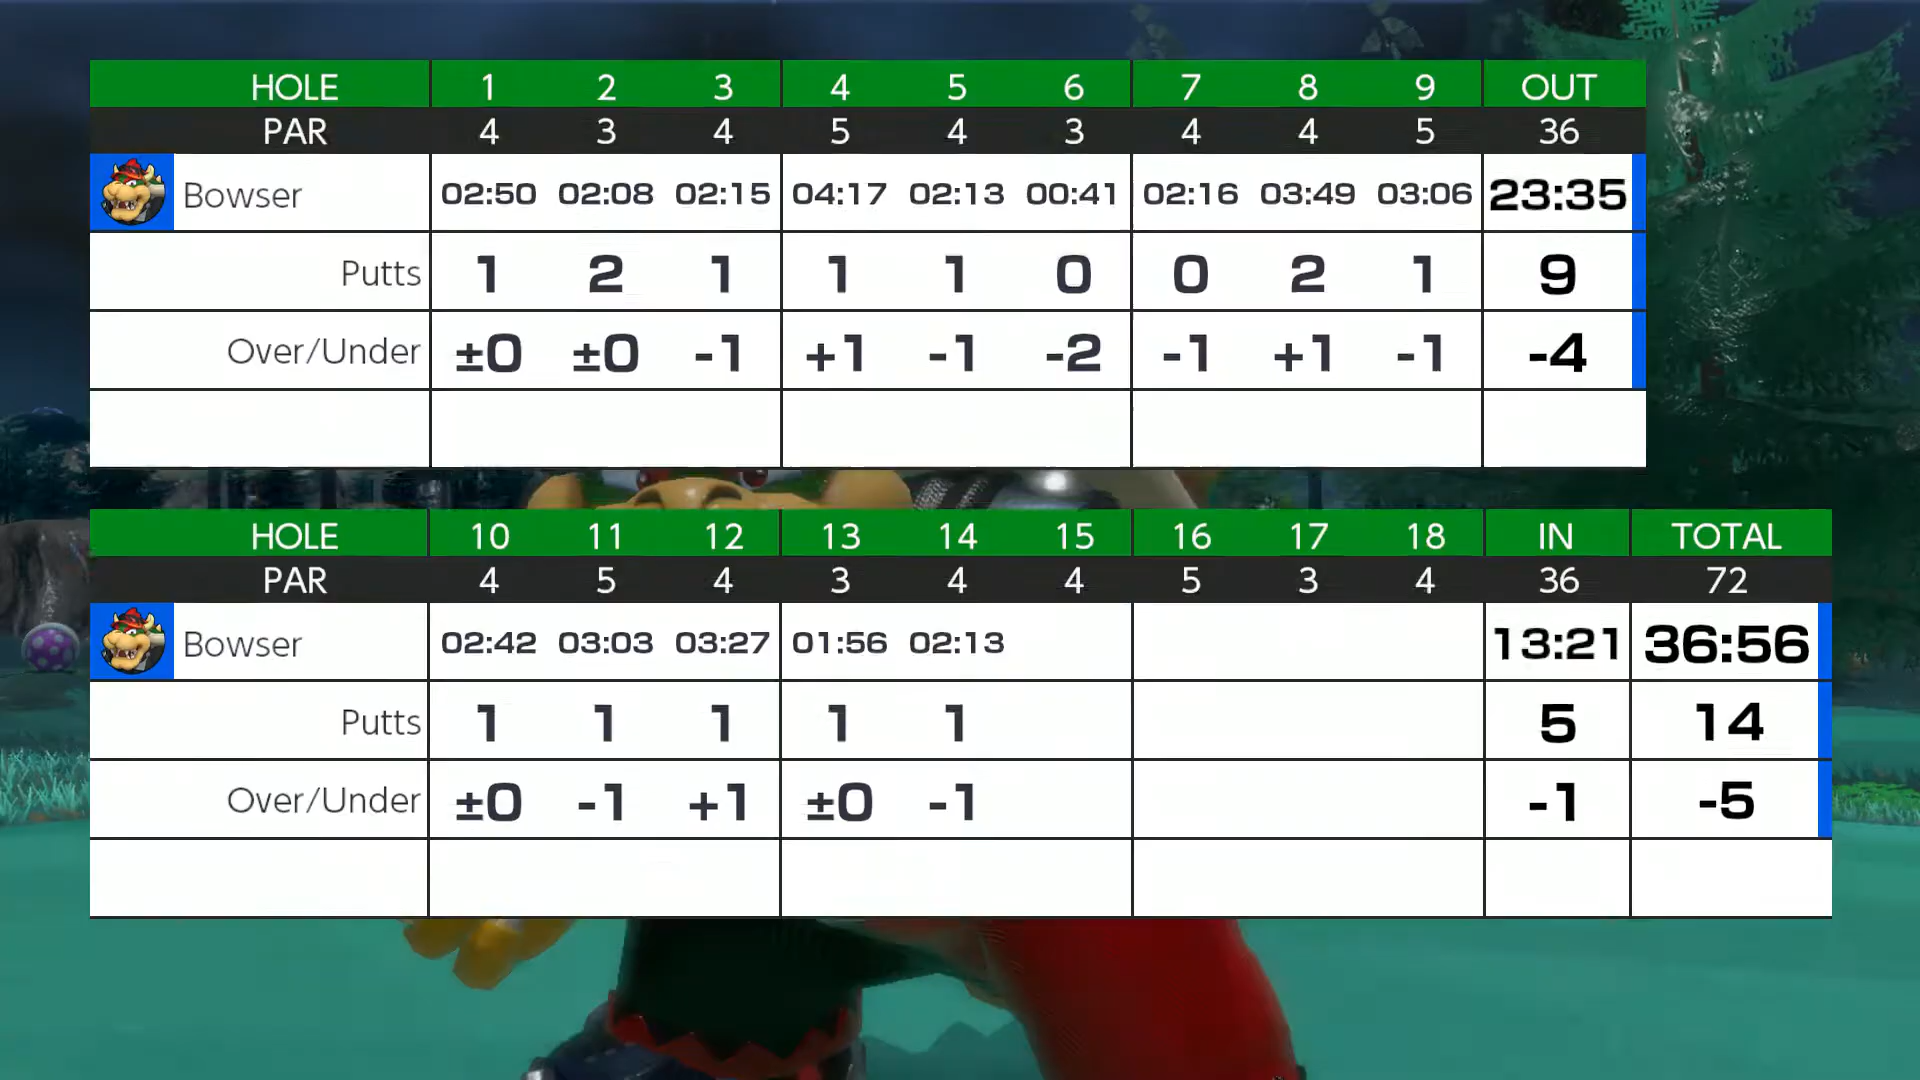 HOLE 1 2 3 4 5 6 7 8 9 OUT
PAR 4 3 4 5 4 3 4 4 5 36
Bowser 02:50 02:08 02:15 04:17 02:13 00:41 02:16 03:49 03:06 23:35
Putts 1 2 1 1 1 0 0 2 1 9
Over/Under ±0 ±0 -1 +1 -1 -2 -1 +1 -1 -4
HOLE 10 11 12 13 14 15 16 17 18 IN TOTAL
PAR 4 5 4 3 4 4 5 3 4 36 72
Bowser 02:42 03:03 03:27 01:56 02:13 13:21 36:56
Putts 1 1 1 1 1 5 14
Over/Under ±0 -1 +1 ±0 -1 -1 -5